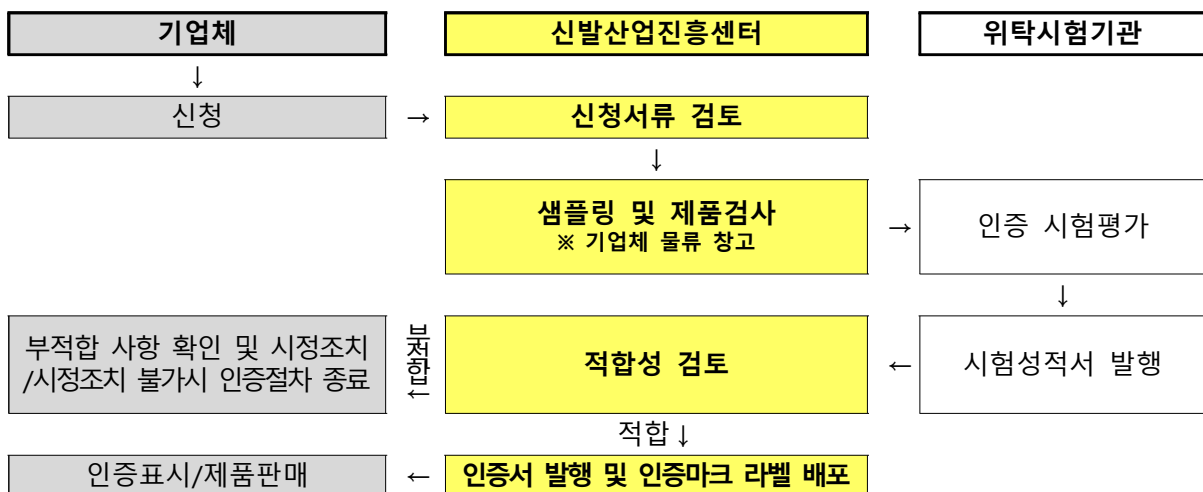 기업체 신발산업진흥센터 위탁시험기관
↓
신청 → 신청서류 검토
↓
샘플링 및 제품검사
※ 기업체 물류 창고
→ 인증 시험평가
↓
부적합 사항 확인 및 시정조치
/시정조치 불가시 인증절차 종료
부적합
←
적합성 검토 ← 시험성적서 발행
적합 ↓
인증표시/제품판매 ← 인증서 발행 및 인증마크 라벨 배포